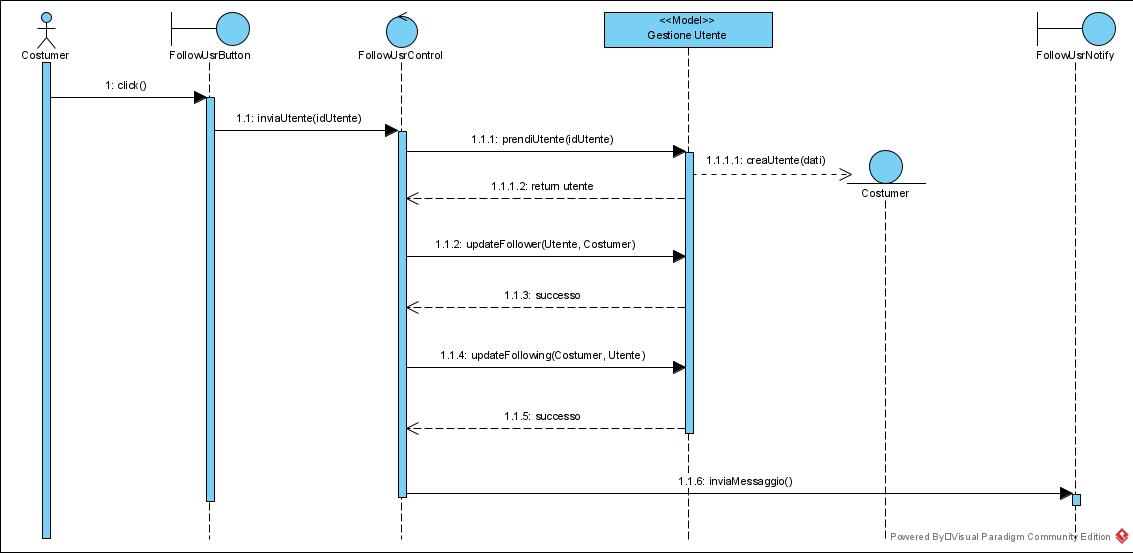 <<Model>>
Gestione Utente
Costumer
FollowUsrButton
FollowUsrControl
FollowUsrNotify
1: click()
1.1: inviaUtente(idUtente)
1.1.1: prendiUtente(idUtente)
1.1.1.1: creaUtente(dati)
1.1.1.2: return utente
Costumer
1.1.2: updateFollower(Utente, Costumer)
1.1.3: successo
1.1.4: updateFollowing(Costumer, Utente)
1.1.5: successo
1.1.6: inviaMessaggio()
Powered By Visual Paradigm Community Edition